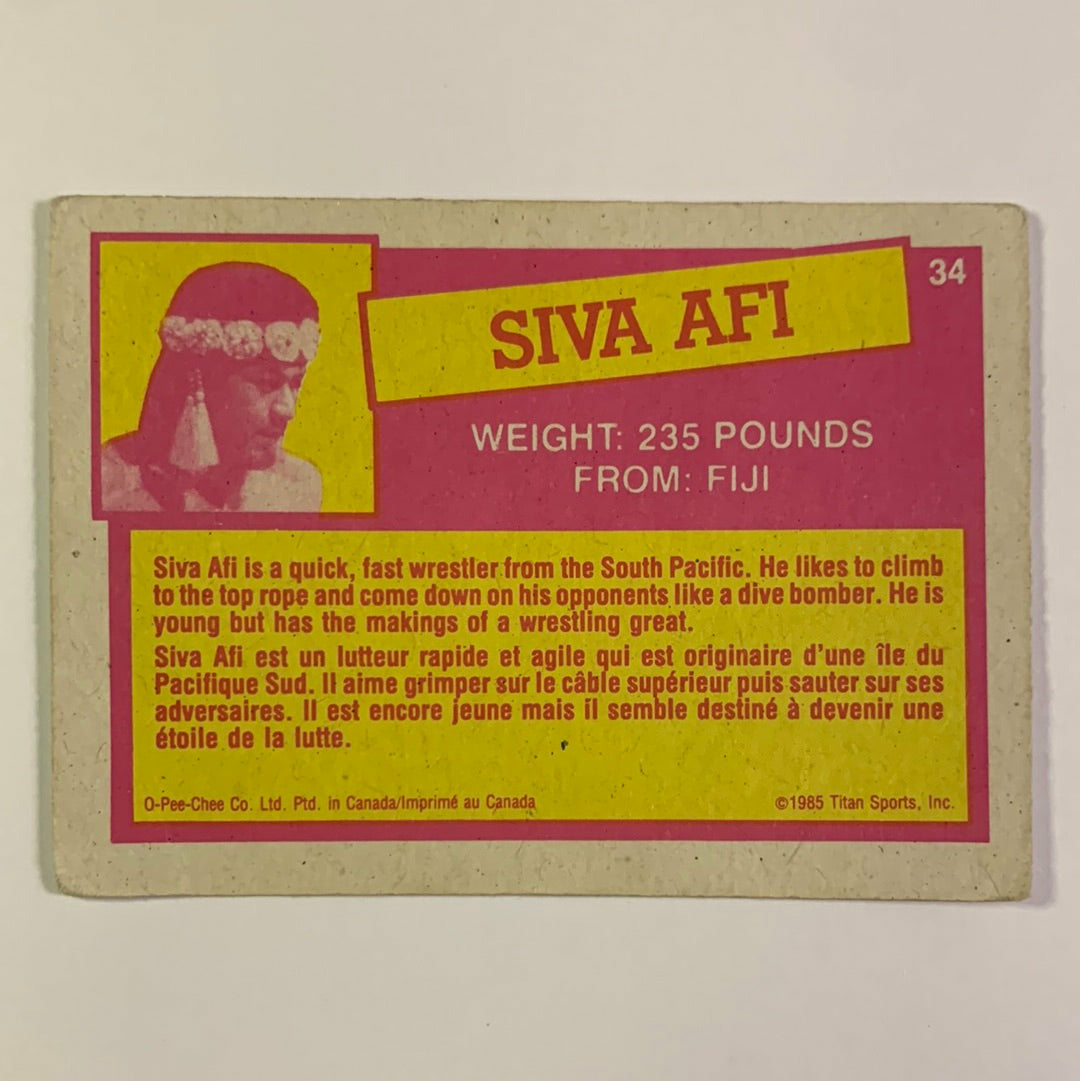 34
SIVA AFI
WEIGHT: 235 POUNDS
FROM: FIJI
Siva Afi is a quick, fast wrestler from the South Pacific. He likes to climb
to the top rope and come down on his opponents like a dive bomber. He is
young but has the makings of a wrestling great.
Siva Afi est un lutteur rapide et agile qui est originaire d'une île du
Pacifique Sud. Il aime grimper sur le câble supérieur puis sauter sur ses
adversaires. Il est encore jeune mais il semble destiné à devenir une
étoile de la lutte.
O-Pee-Chee Co. Ltd. Ptd. in Canada/Imprimé au Canada
©1985 Titan Sports, Inc.